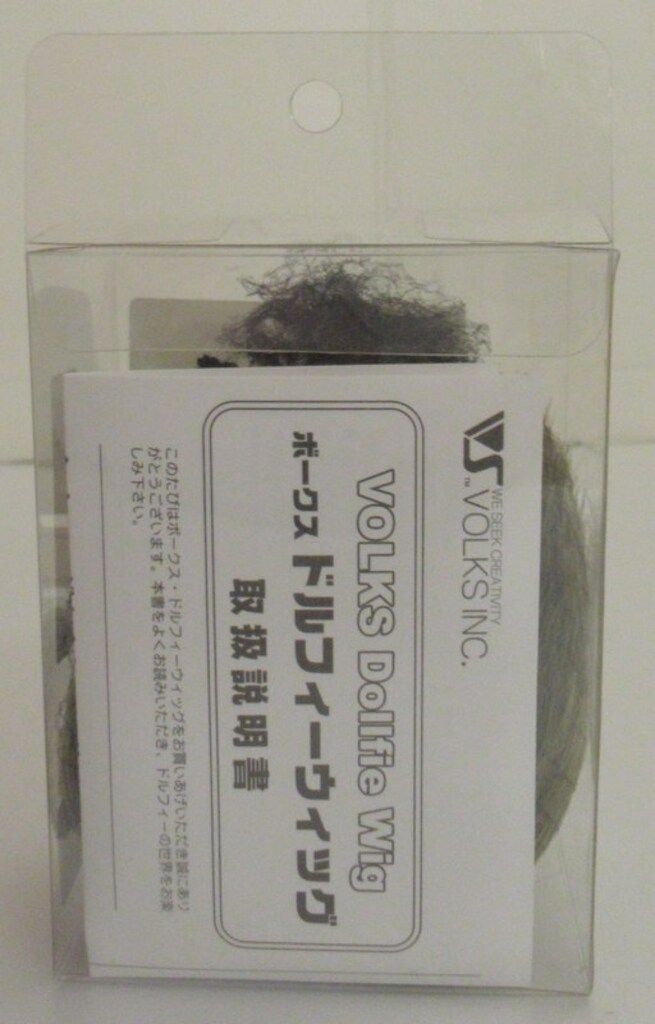 VS™
WE SEEK CREATIVITY
VOLKS INC.
VOLKS Dollfie Wig
ボークス ドルフィーウィッグ
取扱説明書
このたびはボークス・ドルフィーウィッグをお買いあげいただき誠にあり
がとうございます。本書をよくお読みいただき、ドルフィーの世界をお楽
しみ下さい。